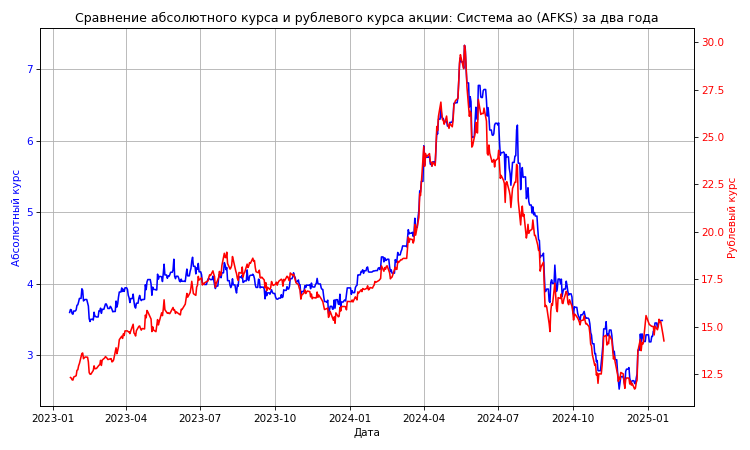 Сравнение абсолютного курса и рублевого курса акции: Система ао (AFKS) за два года
Абсолютный курс
7
6
5
4
3
30.0
27.5
25.0
22.5
20.0
17.5
15.0
12.5
Рублевый курс
2023-01 2023-04 2023-07 2023-10 2024-01 2024-04 2024-07 2024-10 2025-01
Дата